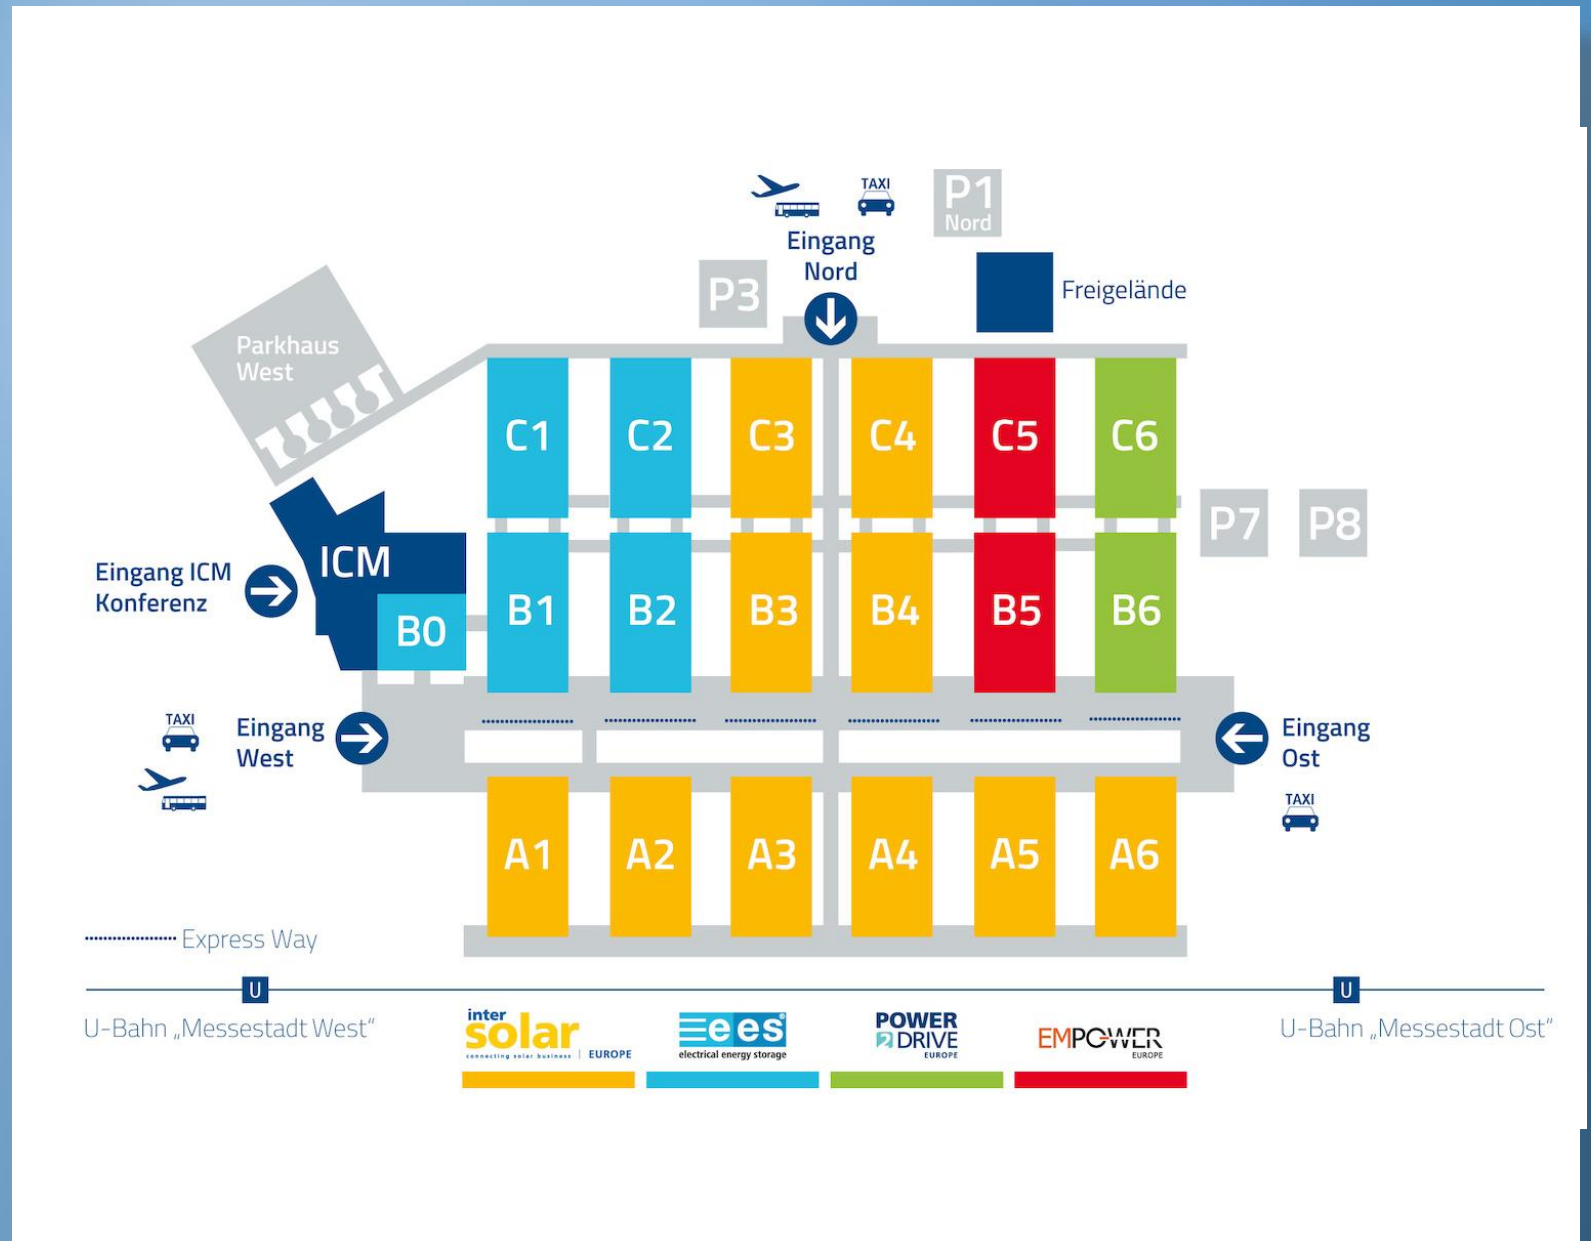 TAXI
P1
Nord
Eingang
Nord
P3
Freigelände
Parkhaus
West
C1
C2
C3
C4
C5
C6
P7
P8
ICM
Eingang ICM
Konferenz
B0
B1
B2
B3
B4
B5
B6
TAXI
Eingang
West
Eingang
Ost
TAXI
A1
A2
A3
A4
A5
A6
Express Way
U
U
U-Bahn „Messestadt West“
inter
solar
connecting solar business | EUROPE
ees®
electrical energy storage
POWER
2DRIVE
EUROPE
EMPOWER
EUROPE
U-Bahn „Messestadt Ost“